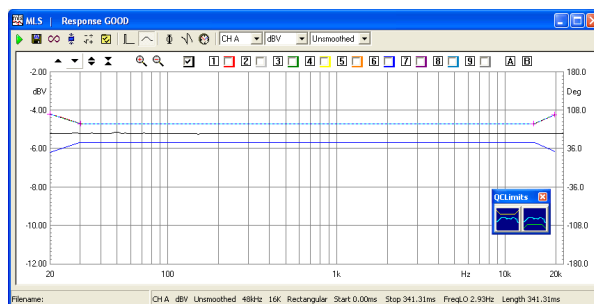 MLS | Response GOOD
CH A dBV Unsmoothed
1 2 3 4 5 6 7 8 9 A B
-2.00 180.0
dBV Deg
-4.00 108.0
-6.00 36.0
-8.00 -36.0
QCLimits
-10.00 -108.0
-12.00 -180.0
20 100 1k Hz 10k 20k
Filename: CH A dBV Unsmoothed 48kHz 16K Rectangular Start 0.00ms Stop 341.31ms FreqLO 2.93Hz Length 341.31ms